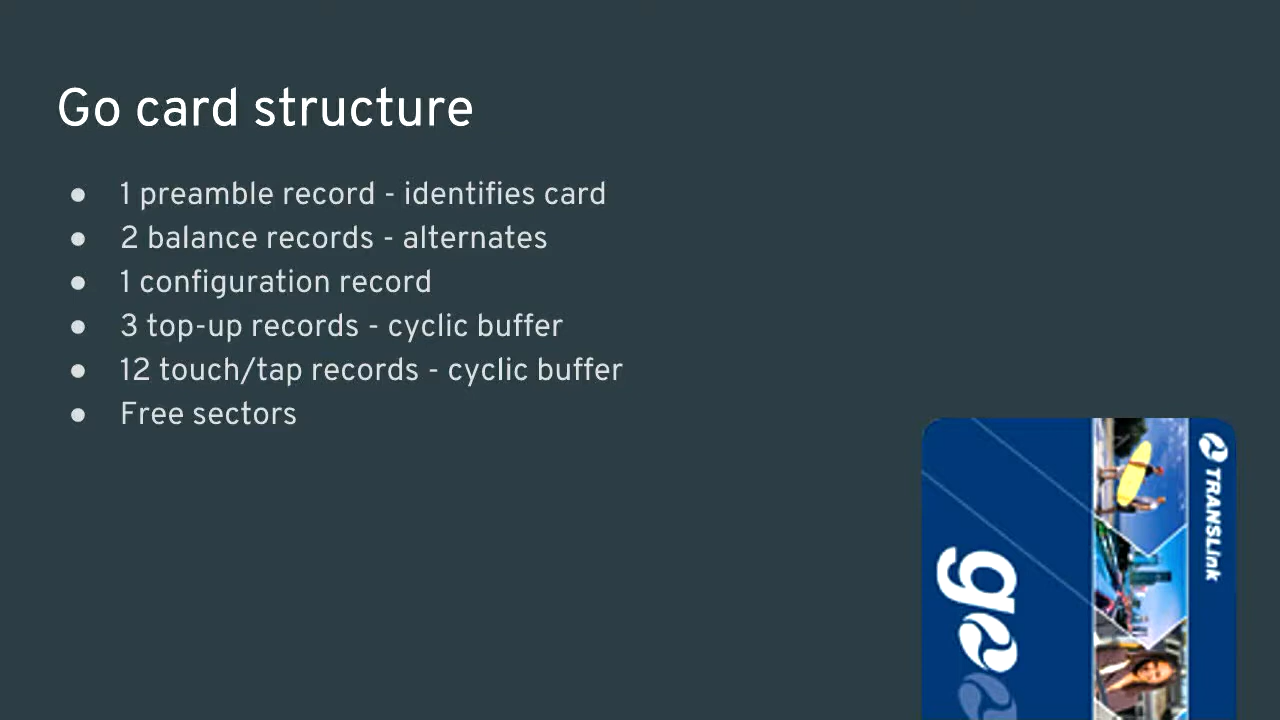 Go card structure
● 1 preamble record - identifies card
● 2 balance records - alternates
● 1 configuration record
● 3 top-up records - cyclic buffer
● 12 touch/tap records - cyclic buffer
● Free sectors
TRANSLink
go